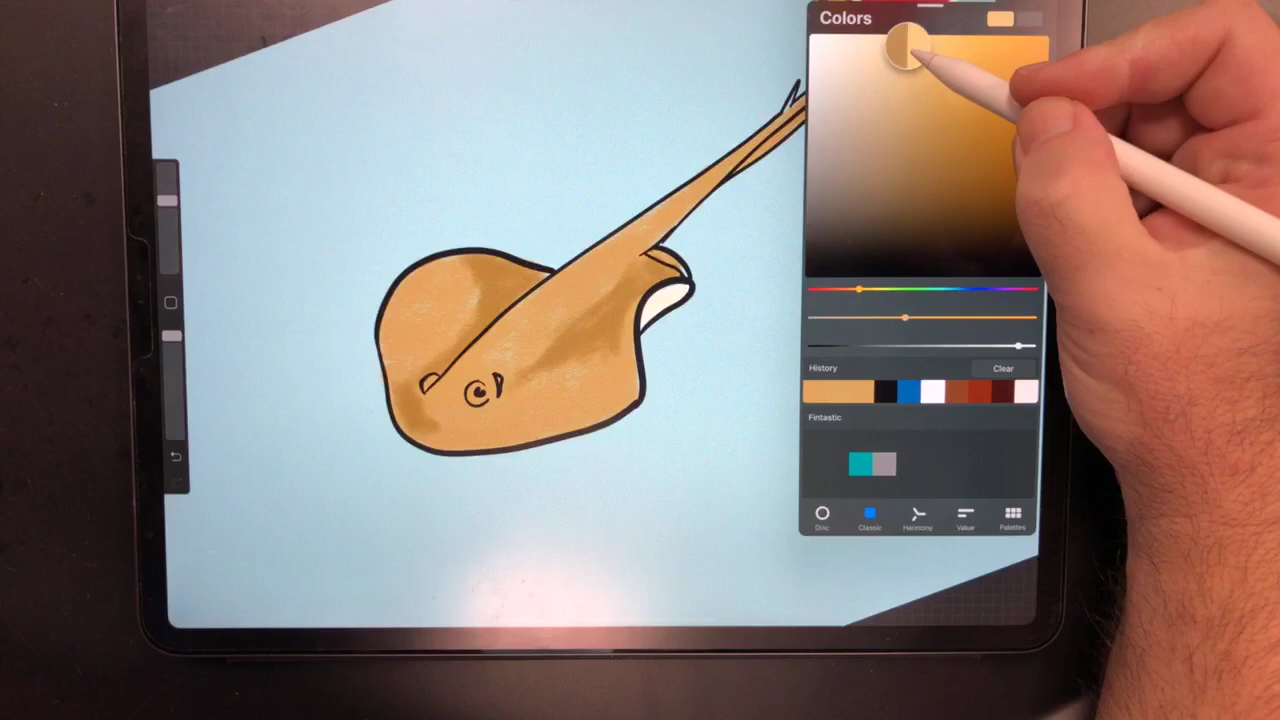 Colors
History
Clear
Fintastic
Disc
Classic
Harmony
Value
Palettes